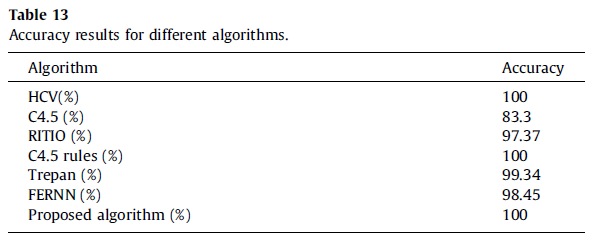 Table 13
Accuracy results for different algorithms.
Algorithm Accuracy
HCV(%) 100
C4.5 (%) 83.3
RITIO (%) 97.37
C4.5 rules (%) 100
Trepan (%) 99.34
FERNN (%) 98.45
Proposed algorithm (%) 100